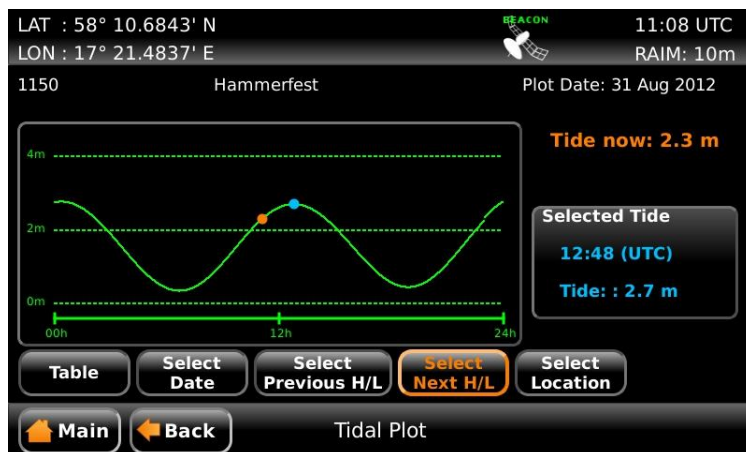 LAT : 58° 10.6843' N
BEACON
11:08 UTC
LON : 17° 21.4837' E
RAIM: 10m
1150
Hammerfest
Plot Date: 31 Aug 2012
Tide now: 2.3 m
4m
2m
0m
00h
12h
24h
Selected Tide
12:48 (UTC)
Tide: : 2.7 m
Table
Select
Date
Select
Previous H/L
Select
Next H/L
Select
Location
Main
Back
Tidal Plot